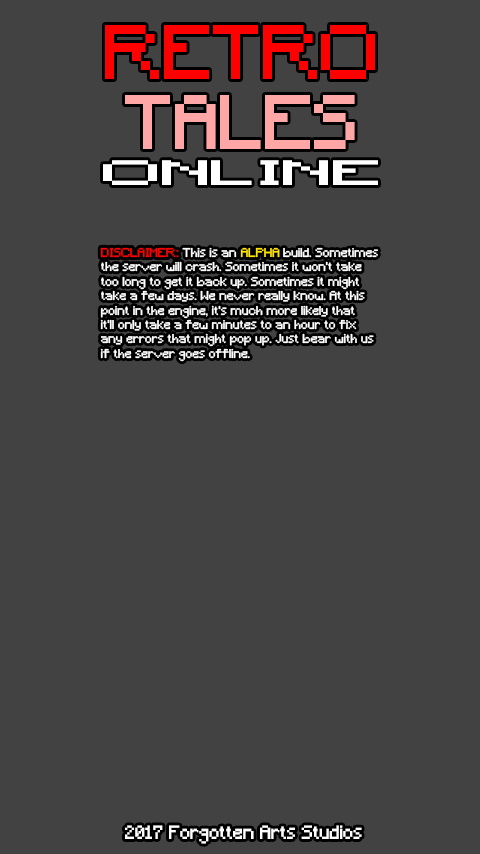 RETRO
TALES
ONLINE
DISCLAIMER: This is an ALPHA build. Sometimes
the server will crash. Sometimes it won't take
too long to get it back up. Sometimes it might
take a few days. We never really know. At this
point in the engine, it's much more likely that
it'll only take a few minutes to an hour to fix
any errors that might pop up. Just bear with us
if the server goes offline.
2017 Forgotten Arts Studios